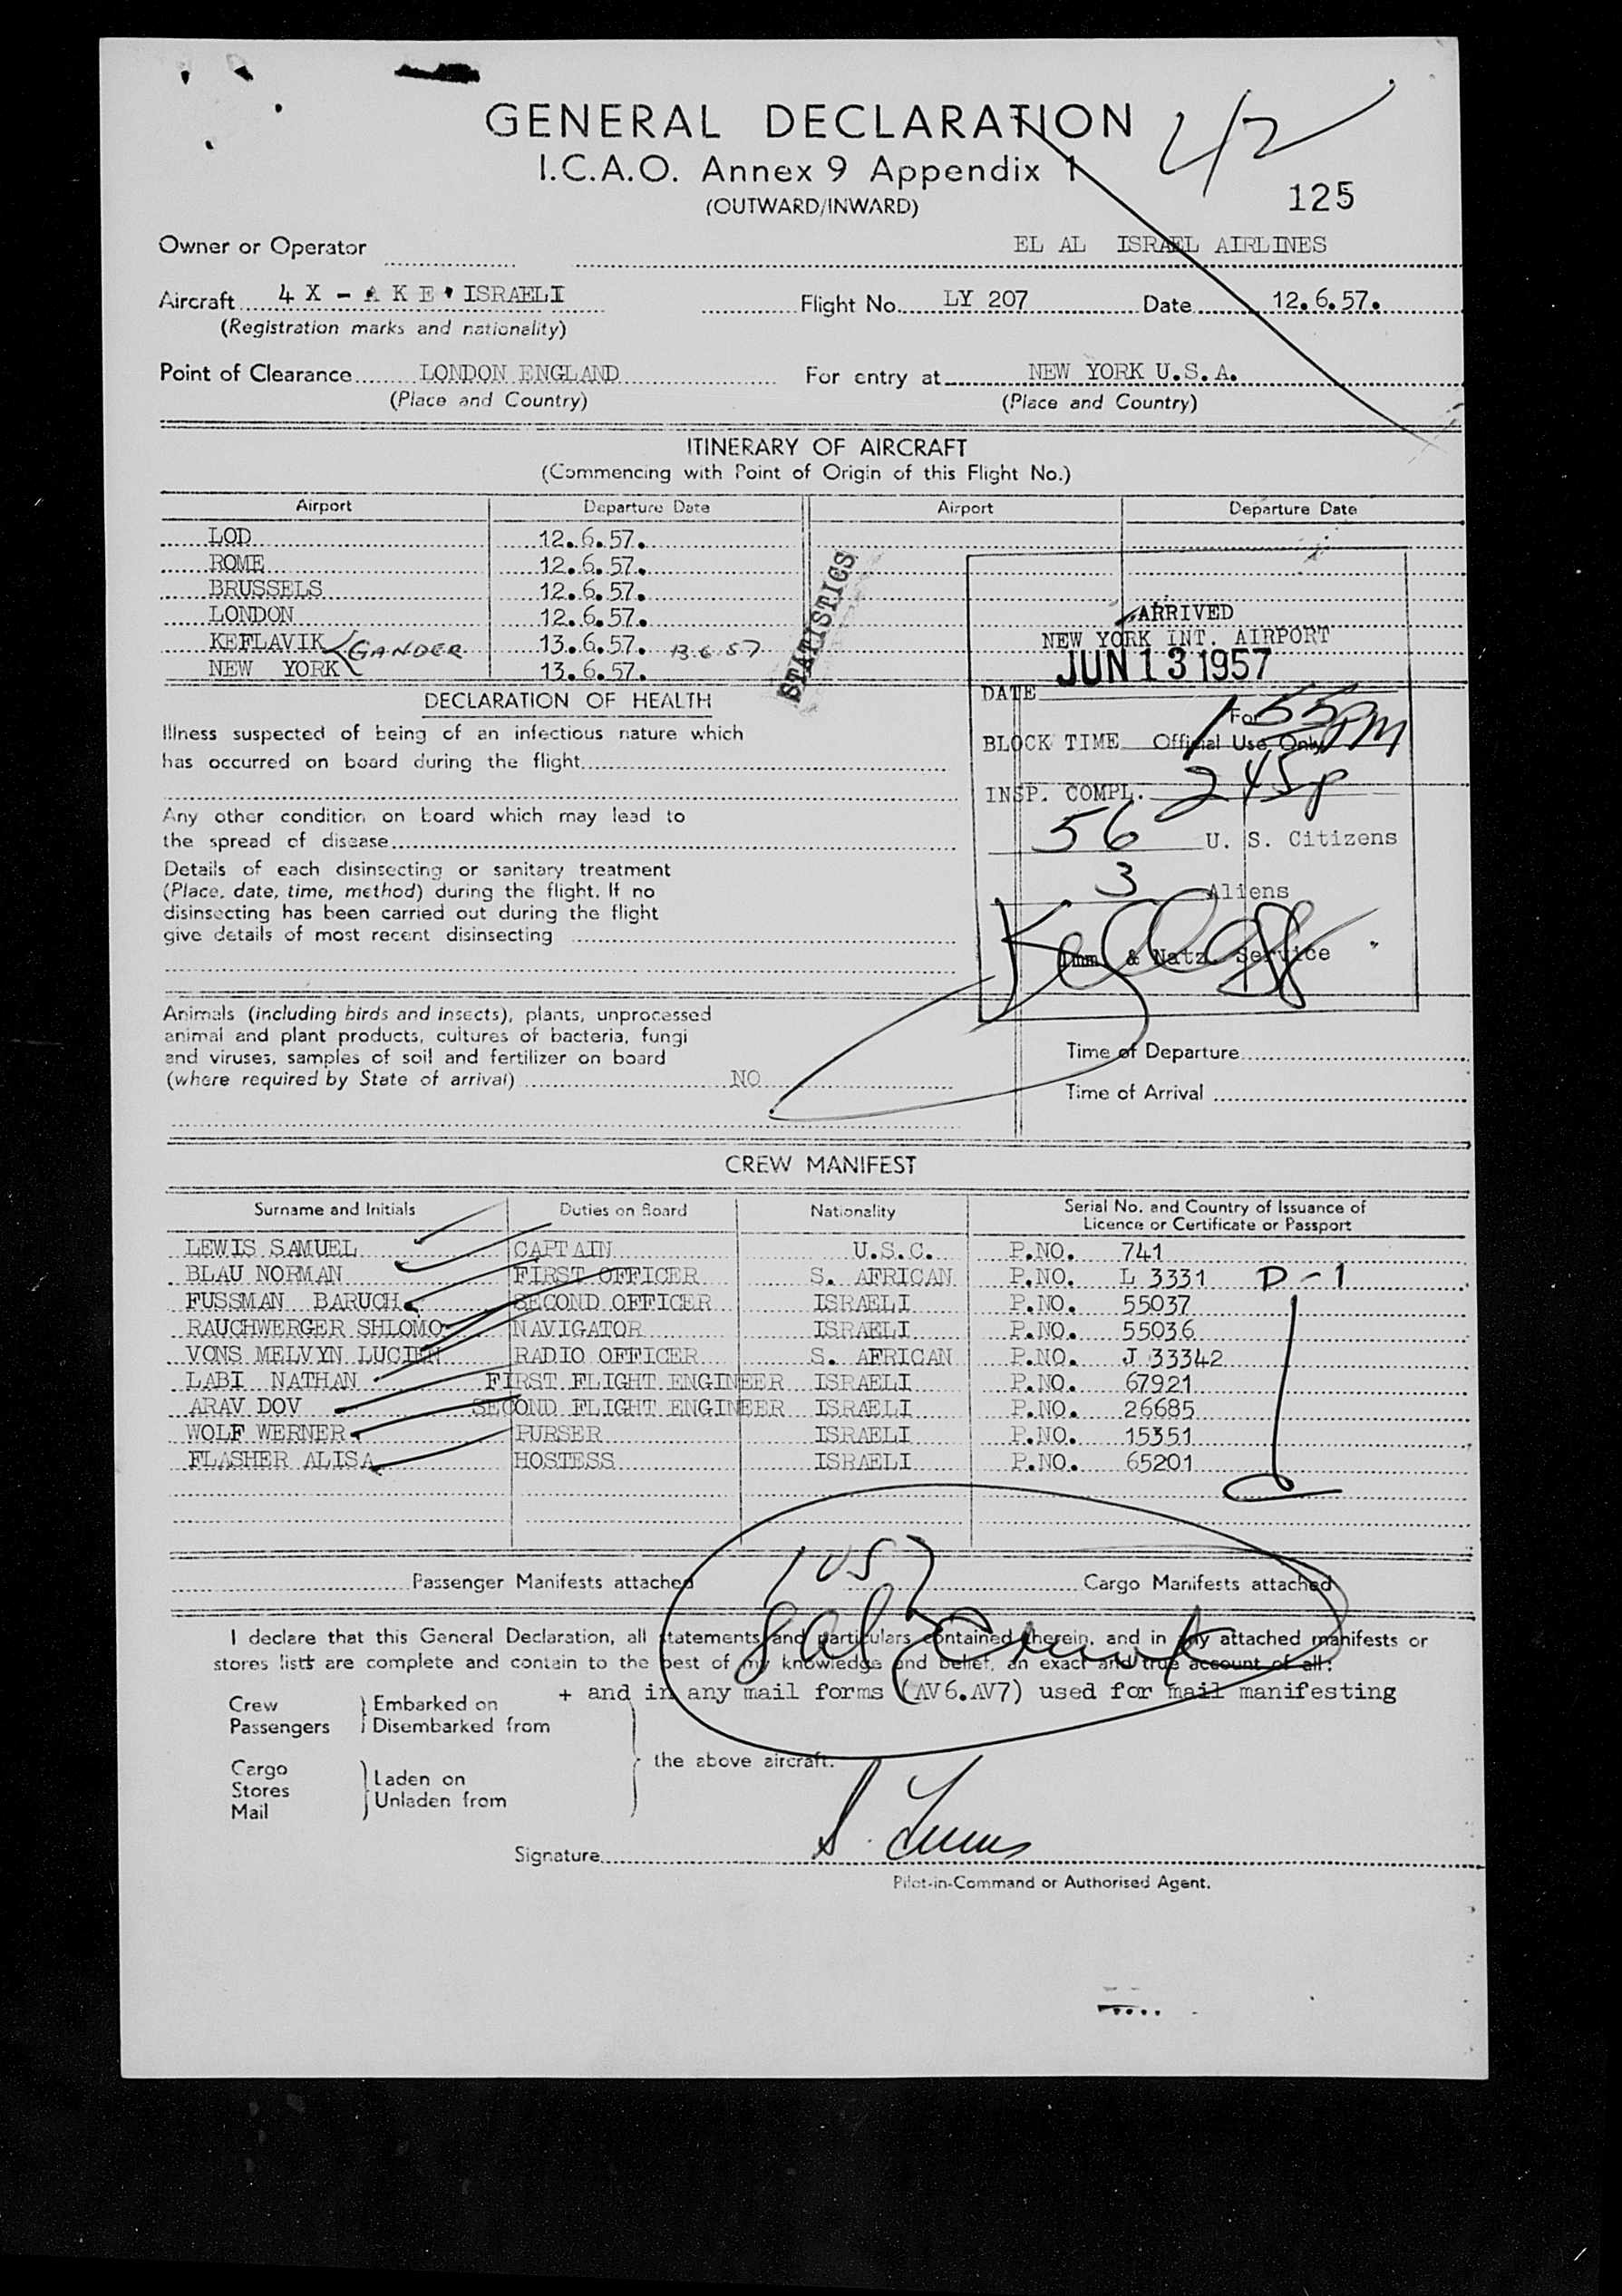 GENERAL DECLARATION
I.C.A.O. Annex 9 Appendix 1
(OUTWARD/INWARD)
125
Owner or Operator EL AL ISRAEL AIRLINES
Aircraft 4 X - A K E ISRAELI Flight No. LY 207 Date 12.6.57.
(Registration marks and nationality)
Point of Clearance LONDON ENGLAND For entry at NEW YORK U.S.A.
(Place and Country) (Place and Country)
ITINERARY OF AIRCRAFT
(Commencing with Point of Origin of this Flight No.)
Airport Departure Date Airport Departure Date
LOD 12.6.57.
ROME 12.6.57.
BRUSSELS 12.6.57.
LONDON 12.6.57.
KEFLAVIK GANDER 13.6.57. 13.6.57
NEW YORK 13.6.57.
STATISTICS
ARRIVED
NEW YORK INT. AIRPORT
DATE JUN 13 1957
For
BLOCK TIME Official Use Only 1 55 PM
INSP. COMPL. 2 45 p
56 U. S. Citizens
3 Aliens
Imm. & Natz. Service
DECLARATION OF HEALTH
Illness suspected of being of an infectious nature which
has occurred on board during the flight
Any other condition on board which may lead to
the spread of disease
Details of each disinsecting or sanitary treatment
(Place, date, time, method) during the flight. If no
disinsecting has been carried out during the flight
give details of most recent disinsecting
Animals (including birds and insects), plants, unprocessed
animal and plant products, cultures of bacteria, fungi
and viruses, samples of soil and fertilizer on board
(where required by State of arrival) NO
Time of Departure
Time of Arrival
CREW MANIFEST
Surname and Initials Duties on Board Nationality Serial No. and Country of Issuance of
Licence or Certificate or Passport
LEWIS SAMUEL CAPTAIN U.S.C. P.NO. 741
BLAU NORMAN FIRST OFFICER S. AFRICAN P.NO. L 3331 D-1
FUSSMAN BARUCH SECOND OFFICER ISRAELI P.NO. 55037
RAUCHWERGER SHLOMO NAVIGATOR ISRAELI P.NO. 55036
VONS MELVYN LUCIEN RADIO OFFICER S. AFRICAN P.NO. J 33342
LABI NATHAN FIRST FLIGHT ENGINEER ISRAELI P.NO. 67921
ARAV DOV SECOND FLIGHT ENGINEER ISRAELI P.NO. 26685
WOLF WERNER PURSER ISRAELI P.NO. 15351
FLASHER ALISA HOSTESS ISRAELI P.NO. 65201
Passenger Manifests attached Cargo Manifests attached
1 US
8 al Crew
I declare that this General Declaration, all statements and particulars contained therein, and in any attached manifests or
stores lists are complete and contain to the best of my knowledge and belief, an exact and true account of all:
+ and in any mail forms (AV6.AV7) used for mail manifesting
Crew Embarked on
Passengers Disembarked from
the above aircraft.
Cargo Laden on
Stores Unladen from
Mail
Signature S. Lewis
Pilot-in-Command or Authorised Agent.